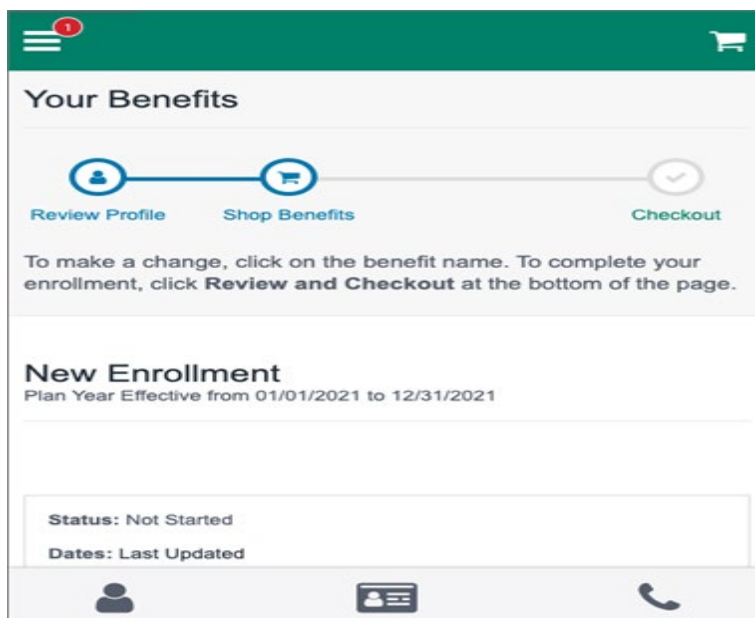 1
Your Benefits
Review Profile Shop Benefits Checkout
To make a change, click on the benefit name. To complete your
enrollment, click Review and Checkout at the bottom of the page.
New Enrollment
Plan Year Effective from 01/01/2021 to 12/31/2021
Status: Not Started
Dates: Last Updated